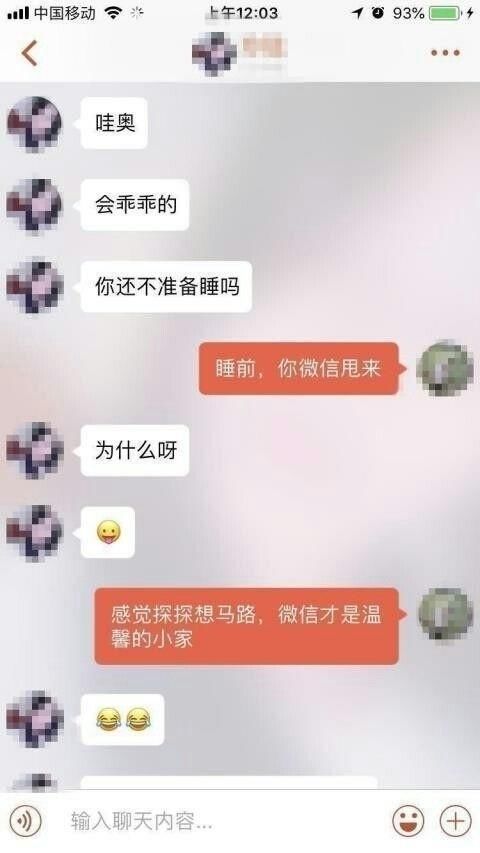 中国移动
上午12:03
93%
哇奥
会乖乖的
你还不准备睡吗
睡前，你微信甩来
为什么呀
感觉探探想马路，微信才是温
馨的小家
输入聊天内容...